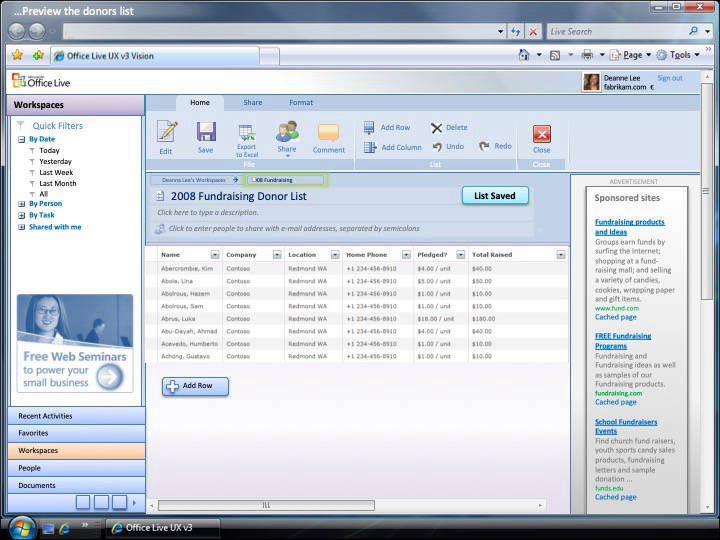 ...Preview the donors list
Live Search
Office Live UX v3 Vision
Page
Tools
Office Live
Deanne Lee
Sign out
fabrikam.com €
Workspaces
Home
Share
Format
Quick Filters
By Date
Today
Yesterday
Last Week
Last Month
All
By Person
By Task
Shared with me
Edit
Save
Export
to Excel
Share
Comment
File
Add Row
Delete
Add Column
Undo
Redo
List
Close
Close
Deanna Lee's Workspaces
2008 Fundraising
2008 Fundraising Donor List
List Saved
Click here to type a description.
Click to enter people to share with e-mail addresses, separated by semicolons
Name Company Location Home Phone Pledged? Total Raised
Abercrombie, Kim Contoso Redmond WA +1 234-456-8910 $4.00 / unit $40.00
Abola, Lina Contoso Redmond WA +1 234-456-8910 $5.00 / unit $50.00
Abolrous, Hazem Contoso Redmond WA +1 234-456-8910 $1.00 / unit $10.00
Abolrous, Sam Contoso Redmond WA +1 234-456-8910 $1.00 / unit $10.00
Abrus, Luka Contoso Redmond WA +1 234-456-8910 $18.00 / unit $180.00
Abu-Dayah, Ahmad Contoso Redmond WA +1 234-456-8910 $4.00 / unit $40.00
Acevedo, Humberto Contoso Redmond WA +1 234-456-8910 $1.00 / unit $10.00
Achong, Gustavo Contoso Redmond WA +1 234-456-8910 $1.00 / unit $10.00
Add Row
Free Web Seminars
to power your
small business
Recent Activities
Favorites
Workspaces
People
Documents
ADVERTISEMENT
Sponsored sites
Fundraising products
and Ideas
Groups earn funds by
surfing the Internet;
shopping at a fund-
raising mall; and selling
a variety of candies,
cookies, wrapping paper
and gift items.
www.fund.com
Cached page
FREE Fundraising
Programs
Fundraising and
Fundraising ideas as well
as samples of our
Fundraising products.
fundraising.com
Cached page
School Fundraisers
Events
Find church fund raisers,
youth sports candy sales
products, fundraising
letters and sample
donation ...
funds.edu
Cached page
Office Live UX v3